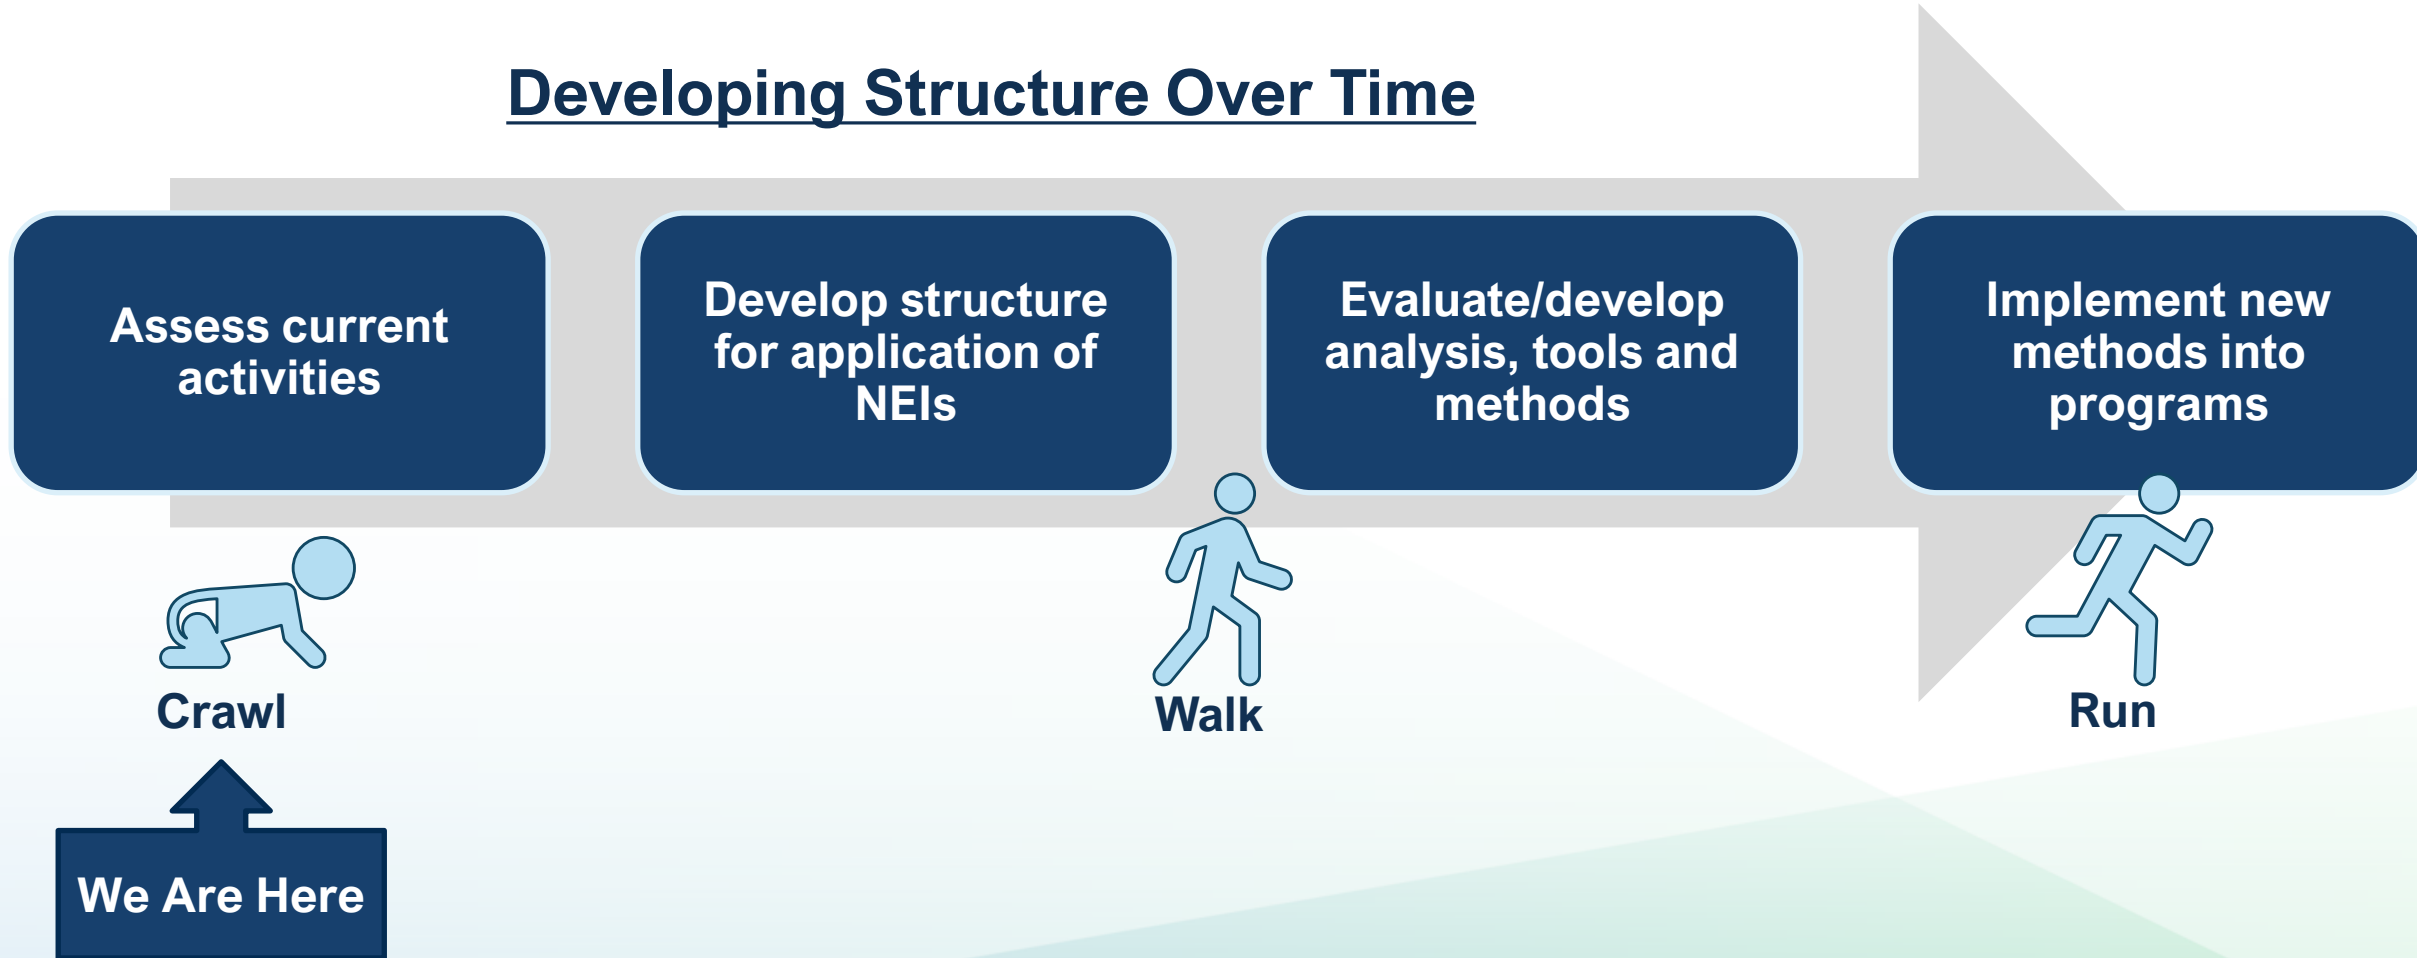 Developing Structure Over Time
Assess current
activities
Develop structure
for application of
NEIs
Evaluate/develop
analysis, tools and
methods
Implement new
methods into
programs
Crawl
Walk
Run
We Are Here